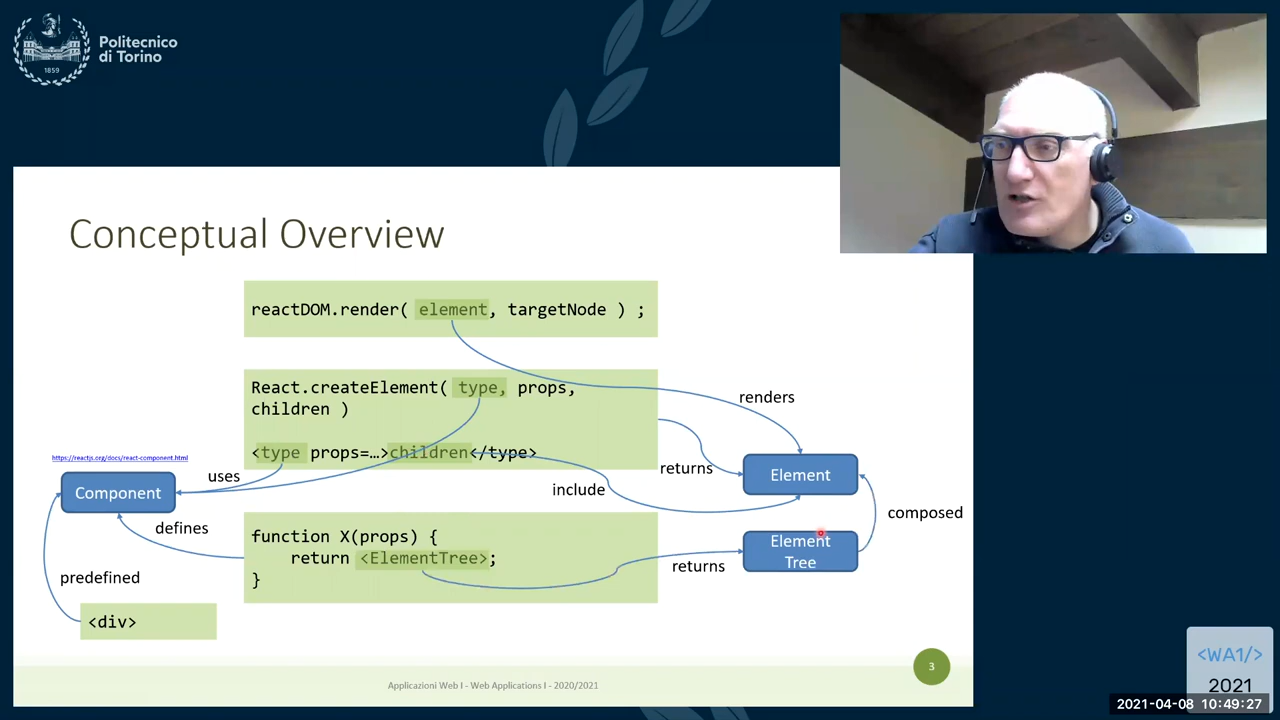 Politecnico
di Torino
1859
Conceptual Overview
reactDOM.render( element, targetNode ) ;
React.createElement( type, props,
children )
<type props=…>children</type>
renders
https://reactjs.org/docs/react-component.html
Component
uses
include
returns
Element
defines
function X(props) {
return <ElementTree>;
}
composed
Element
Tree
returns
predefined
<div>
Applicazioni Web I - Web Applications I - 2020/2021
3
<WA1/>
2021
2021-04-08 10:49:27